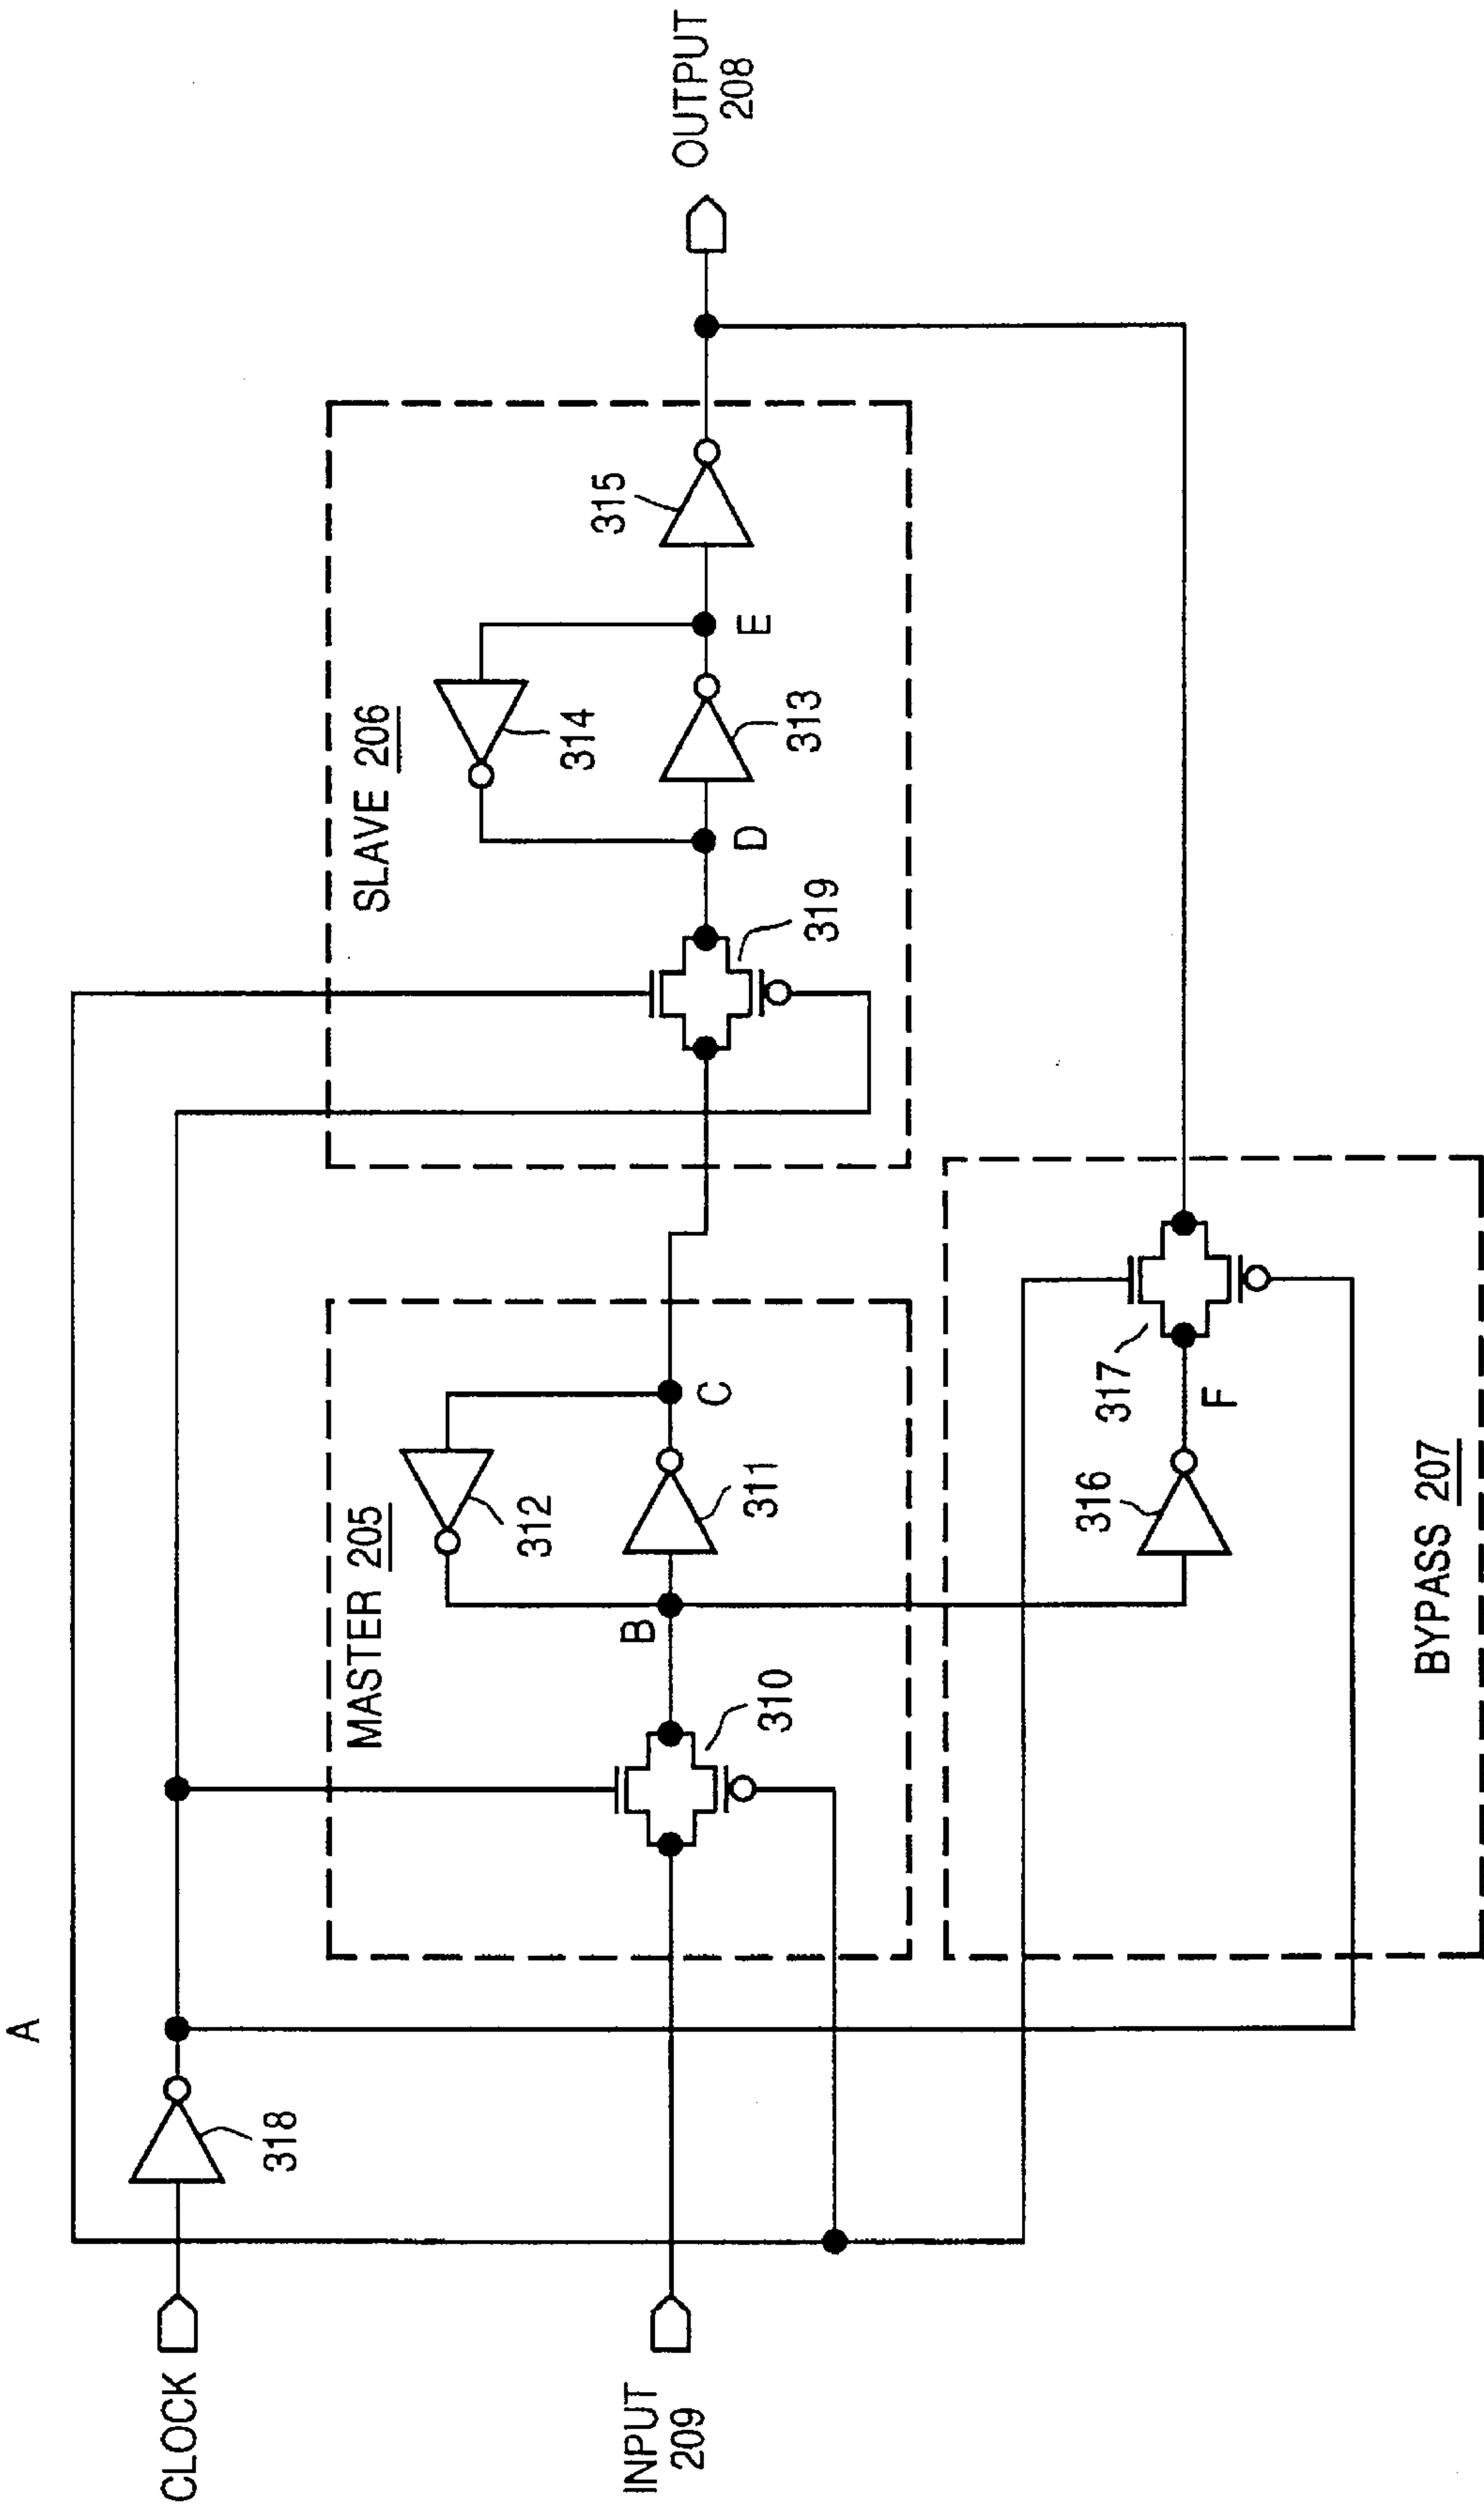 A
CLOCK
318
SLAVE 206
MASTER 205
312
314
315
INPUT
209
B
C
D
E
OUTPUT
208
310
311
319
313
316
317
F
BYPASS 207